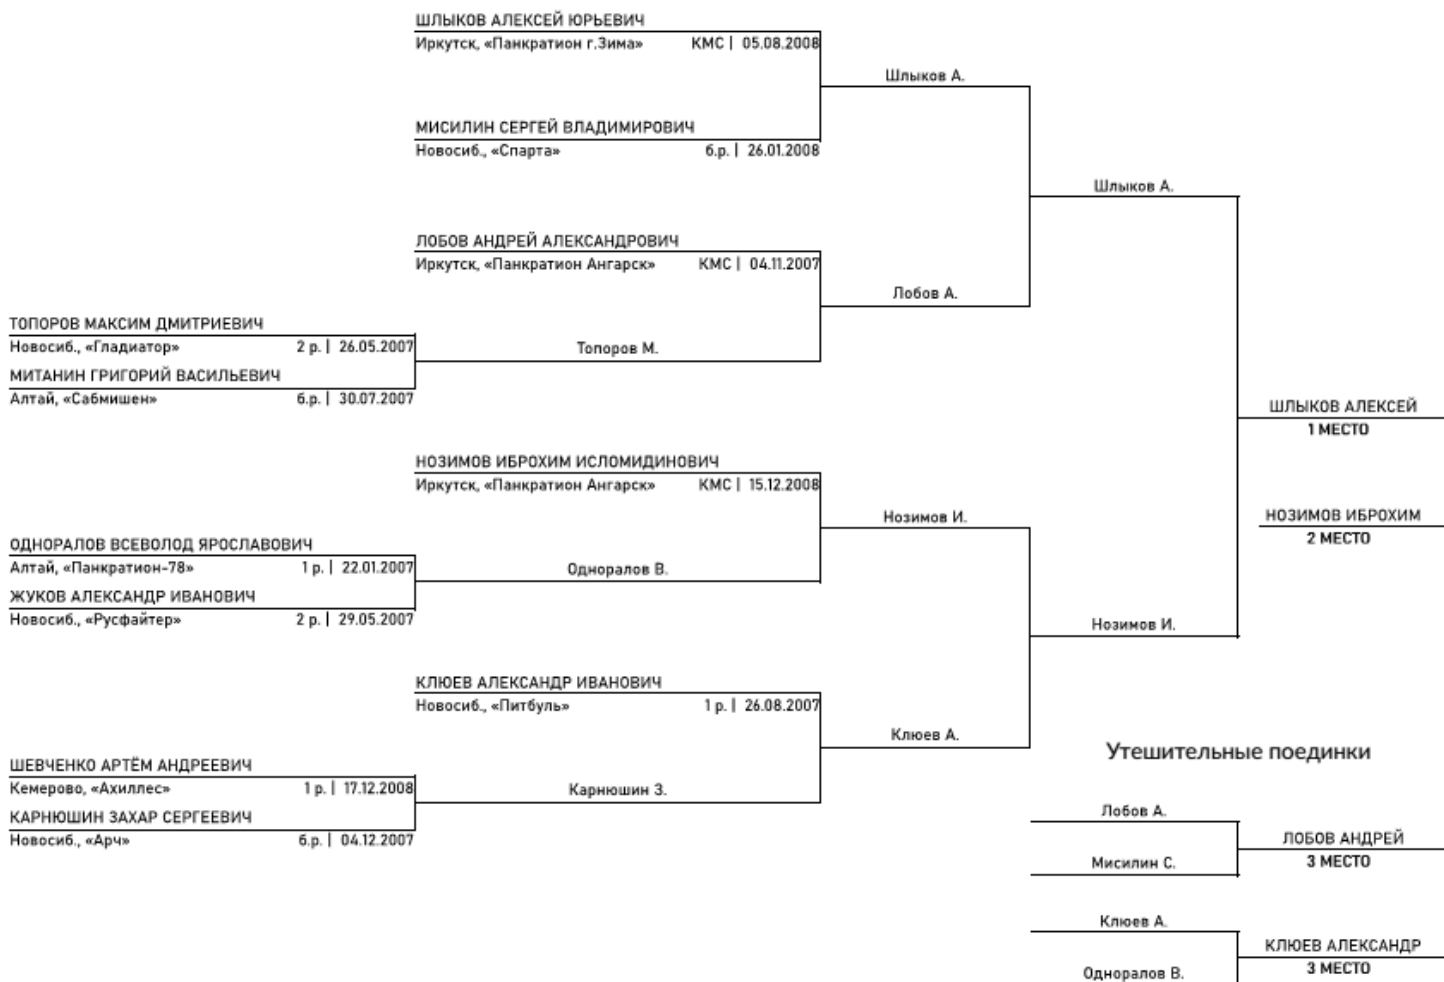 ШЛЫКОВ АЛЕКСЕЙ ЮРЬЕВИЧ
Иркутск, «Панкратион г.Зима» КМС | 05.08.2008
Шлыков А.
МИСИЛИН СЕРГЕЙ ВЛАДИМИРОВИЧ
Новосиб., «Спарта» б.р. | 26.01.2008
Шлыков А.
ЛОБОВ АНДРЕЙ АЛЕКСАНДРОВИЧ
Иркутск, «Панкратион Ангарск» КМС | 04.11.2007
Лобов А.
ТОПОРОВ МАКСИМ ДМИТРИЕВИЧ
Новосиб., «Гладиатор» 2 р. | 26.05.2007
Топоров М.
МИТАНИН ГРИГОРИЙ ВАСИЛЬЕВИЧ
Алтай, «Сабмишен» б.р. | 30.07.2007
ШЛЫКОВ АЛЕКСЕЙ
1 МЕСТО
НОЗИМОВ ИБРОХИМ ИСЛОМИДИНОВИЧ
Иркутск, «Панкратион Ангарск» КМС | 15.12.2008
Нозимов И.
НОЗИМОВ ИБРОХИМ
2 МЕСТО
ОДНОРАЛОВ ВСЕВОЛОД ЯРОСЛАВОВИЧ
Алтай, «Панкратион-78» 1 р. | 22.01.2007
Одноралов В.
ЖУКОВ АЛЕКСАНДР ИВАНОВИЧ
Новосиб., «Русфайтер» 2 р. | 29.05.2007
Нозимов И.
КЛЮЕВ АЛЕКСАНДР ИВАНОВИЧ
Новосиб., «Питбуль» 1 р. | 26.08.2007
Клюев А.
Утешительные поединки
ШЕВЧЕНКО АРТЁМ АНДРЕЕВИЧ
Кемерово, «Ахиллес» 1 р. | 17.12.2008
Карнюшин З.
КАРНЮШИН ЗАХАР СЕРГЕЕВИЧ
Новосиб., «Арч» б.р. | 04.12.2007
Лобов А.
ЛОБОВ АНДРЕЙ
3 МЕСТО
Мисилин С.
Клюев А.
КЛЮЕВ АЛЕКСАНДР
3 МЕСТО
Одноралов В.